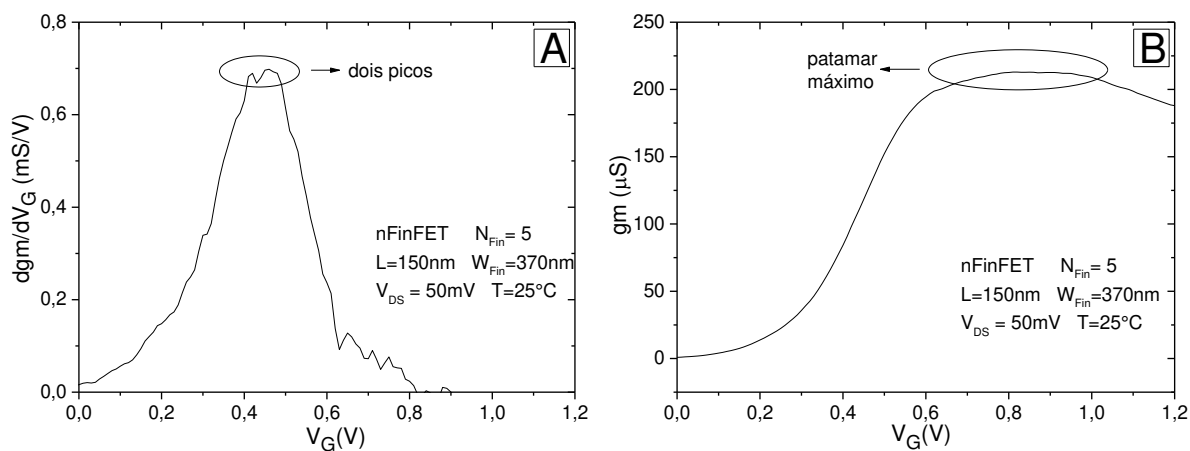 A
dois picos
0,8
0,6
0,4
0,2
0,0
dgm/dV_G (mS/V)
nFinFET N_Fin= 5
L=150nm W_Fin=370nm
V_DS = 50mV T=25°C
0,0 0,2 0,4 0,6 0,8 1,0 1,2
V_G(V)
B
patamar
máximo
250
200
150
100
50
0
gm (μS)
nFinFET N_Fin= 5
L=150nm W_Fin=370nm
V_DS = 50mV T=25°C
0,0 0,2 0,4 0,6 0,8 1,0 1,2
V_G(V)